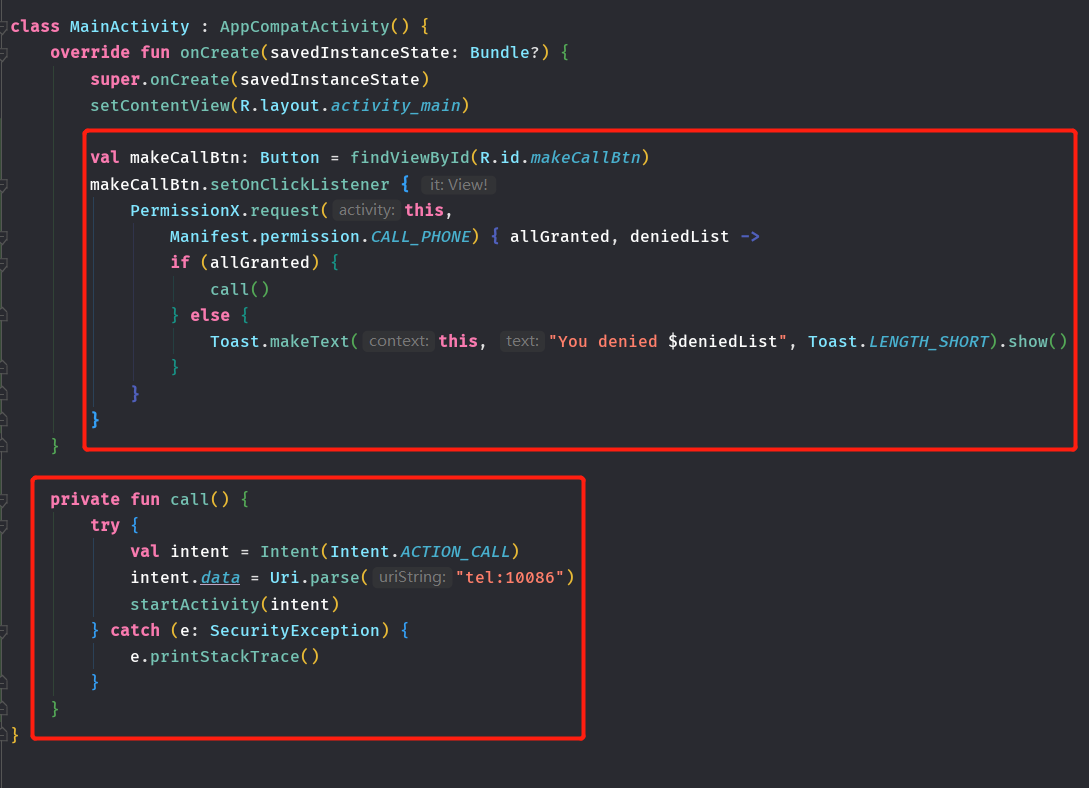 class MainActivity : AppCompatActivity() {
    override fun onCreate(savedInstanceState: Bundle?) {
        super.onCreate(savedInstanceState)
        setContentView(R.layout.activity_main)
        val makeCallBtn: Button = findViewById(R.id.makeCallBtn)
        makeCallBtn.setOnClickListener { it: View!
            PermissionX.request( activity: this,
                Manifest.permission.CALL_PHONE) { allGranted, deniedList ->
                if (allGranted) {
                    call()
                } else {
                    Toast.makeText( context: this, text: "You denied $deniedList", Toast.LENGTH_SHORT).show()
                }
            }
        }
    }
    private fun call() {
        try {
            val intent = Intent(Intent.ACTION_CALL)
            intent.data = Uri.parse( uriString: "tel:10086")
            startActivity(intent)
        } catch (e: SecurityException) {
            e.printStackTrace()
        }
    }
}